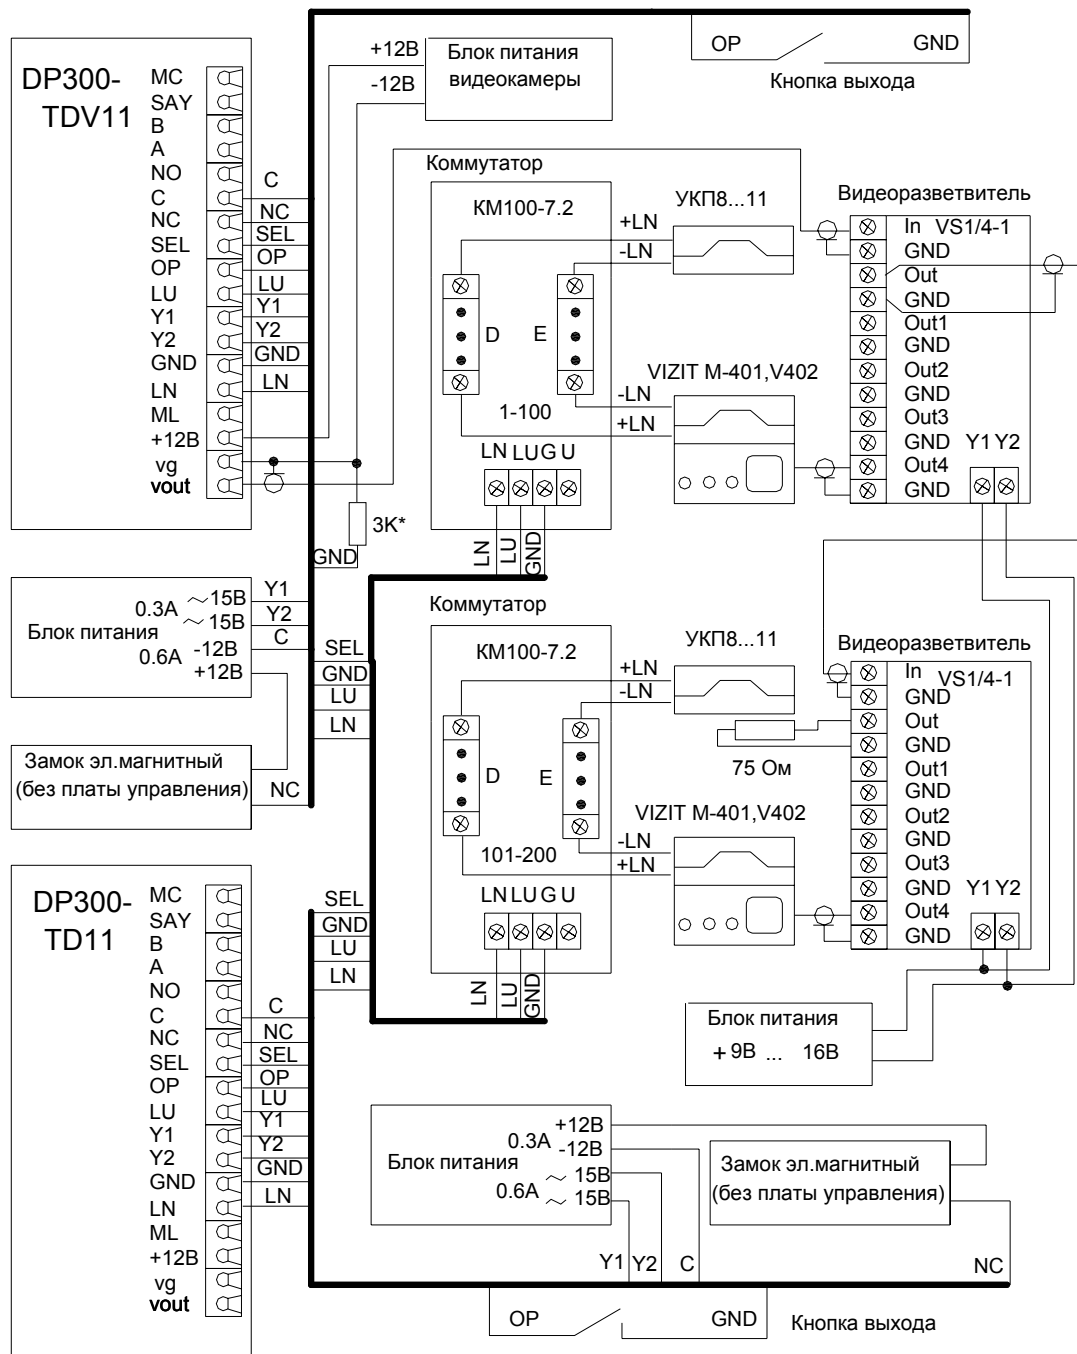 OP GND
Кнопка выхода
DP300-
TDV11
MC
SAY
B
A
NO
C
NC
SEL
OP
LU
Y1
Y2
GND
LN
ML
+12B
vg
vout
C
NC
SEL
OP
LU
Y1
Y2
GND
LN
+12B
-12B
Блок питания
видеокамеры
3K*
GND
Коммутатор
KM100-7.2
D E
1-100
LN LU G U
LN
LU
GND
+LN
-LN
УКП8...11
VIZIT M-401,V402
-LN
+LN
Видеоразветвитель
In VS1/4-1
GND
Out
GND
Out1
GND
Out2
GND
Out3
GND Y1 Y2
Out4
GND
Блок питания
0.3A ~ 15B
~ 15B
0.6A -12B
+12B
Y1
Y2
C
SEL
GND
LU
LN
Замок эл.магнитный
(без платы управления)
NC
Коммутатор
KM100-7.2
D E
101-200
LN LU G U
LN
LU
GND
+LN
-LN
УКП8...11
75 Ом
VIZIT M-401,V402
-LN
+LN
Видеоразветвитель
In VS1/4-1
GND
Out
GND
Out1
GND
Out2
GND
Out3
GND Y1 Y2
Out4
GND
DP300-
TD11
MC
SAY
B
A
NO
C
NC
SEL
OP
LU
Y1
Y2
GND
LN
ML
+12B
vg
vout
C
NC
SEL
OP
LU
Y1
Y2
GND
LN
SEL
GND
LU
LN
Блок питания
+ 9B ... 16B
Блок питания
+12B
0.3A -12B
~ 15B
0.6A ~ 15B
Замок эл.магнитный
(без платы управления)
Y1 Y2 C NC
OP GND
Кнопка выхода